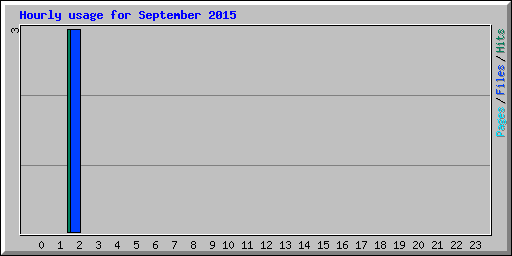 Hourly usage for September 2015
3
Pages/Files/Hits
0 1 2 3 4 5 6 7 8 9 10 11 12 13 14 15 16 17 18 19 20 21 22 23